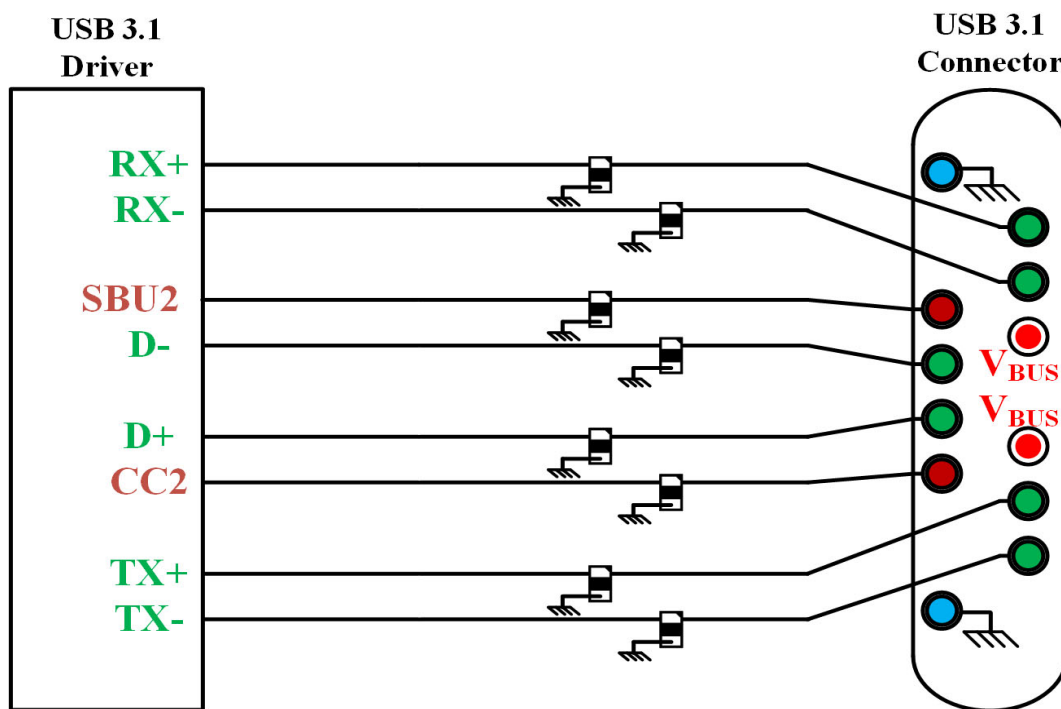 USB 3.1
Driver
USB 3.1
Connector
RX+
RX-
SBU2
D-
D+
CC2
TX+
TX-
VBUS
VBUS